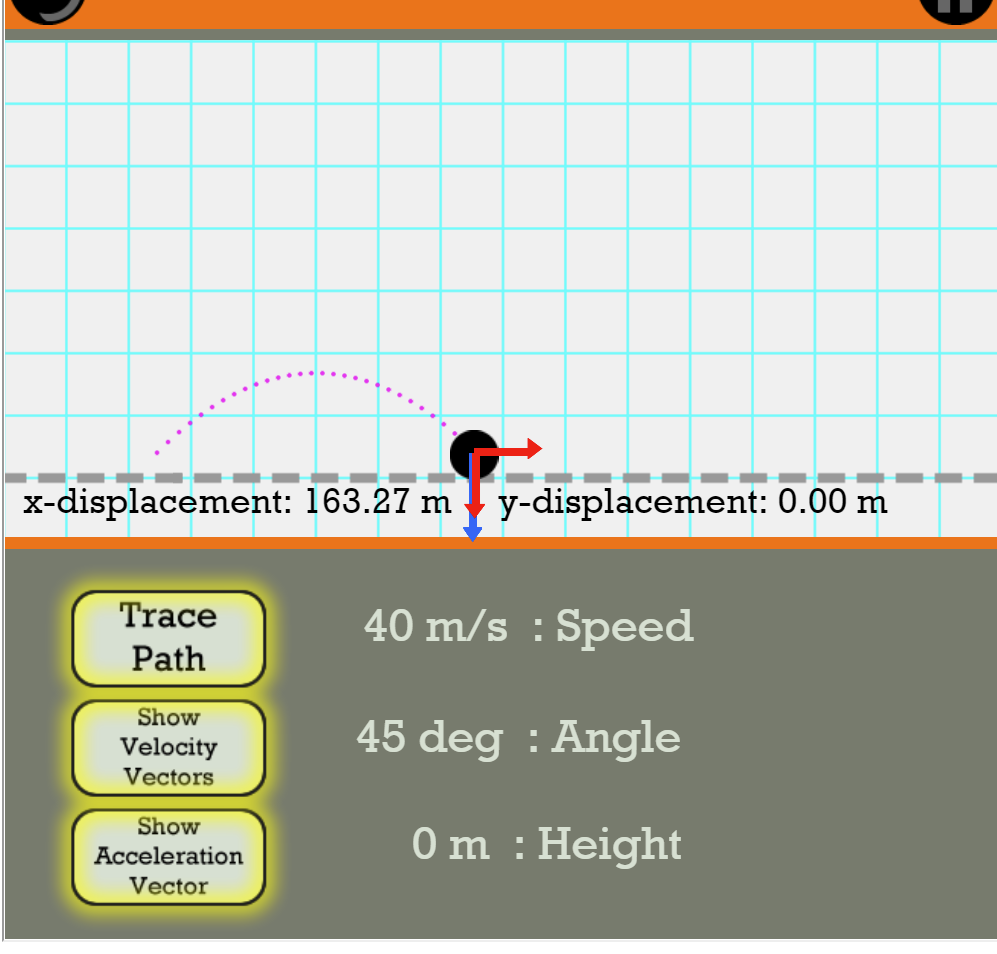 x-displacement: 163.27 m y-displacement: 0.00 m
Trace
Path
40 m/s : Speed
Show
Velocity
Vectors
45 deg : Angle
Show
Acceleration
Vector
0 m : Height